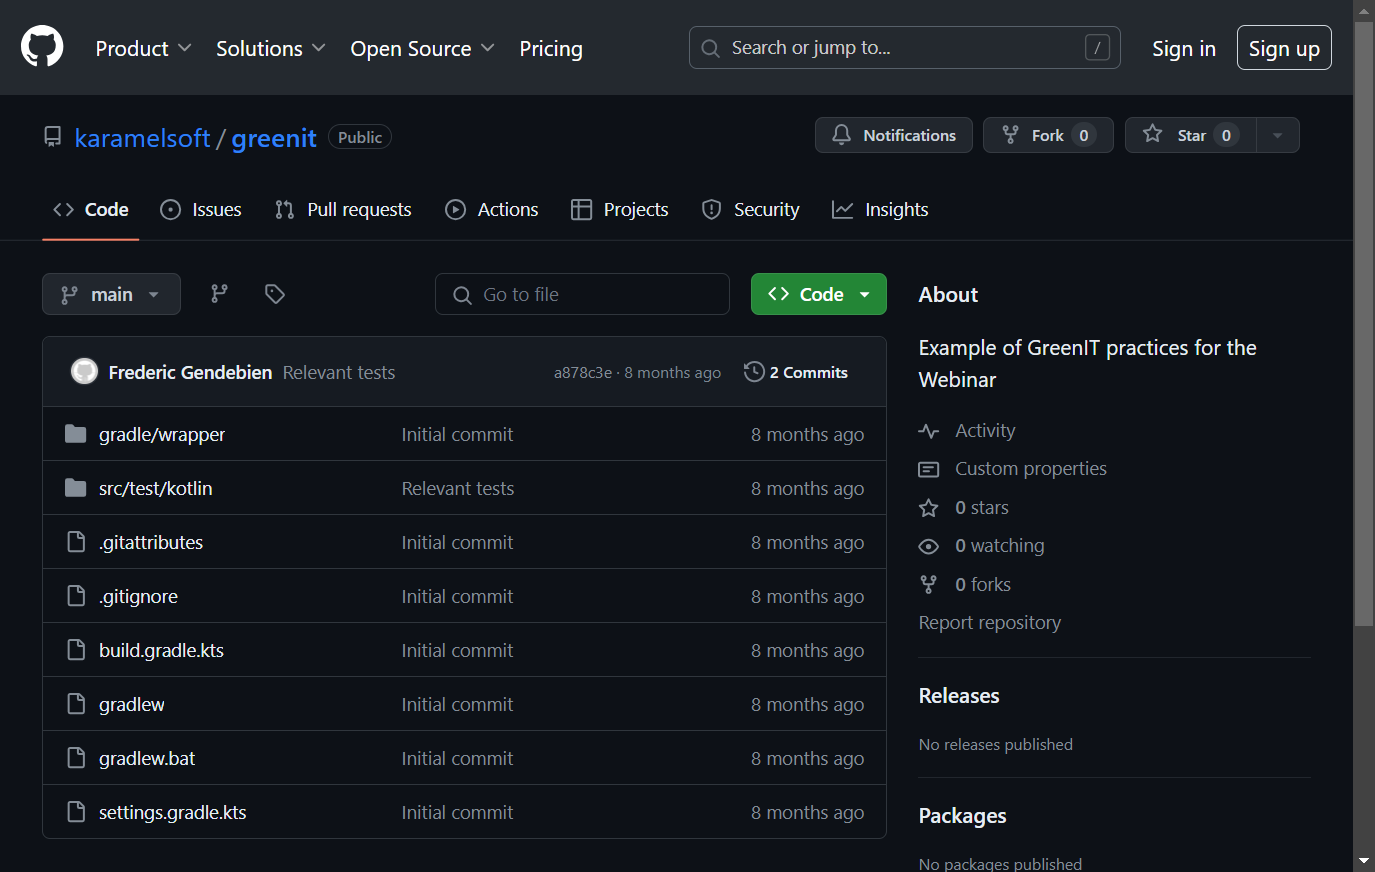 Product Solutions Open Source Pricing Search or jump to... / Sign in Sign up
karamelsoft / greenit Public Notifications Fork 0 Star 0
Code Issues Pull requests Actions Projects Security Insights
main Go to file Code
Frederic Gendebien Relevant tests a878c3e · 8 months ago 2 Commits
gradle/wrapper Initial commit 8 months ago
src/test/kotlin Relevant tests 8 months ago
.gitattributes Initial commit 8 months ago
.gitignore Initial commit 8 months ago
build.gradle.kts Initial commit 8 months ago
gradlew Initial commit 8 months ago
gradlew.bat Initial commit 8 months ago
settings.gradle.kts Initial commit 8 months ago
About
Example of GreenIT practices for the
Webinar
Activity
Custom properties
0 stars
0 watching
0 forks
Report repository
Releases
No releases published
Packages
No packages published